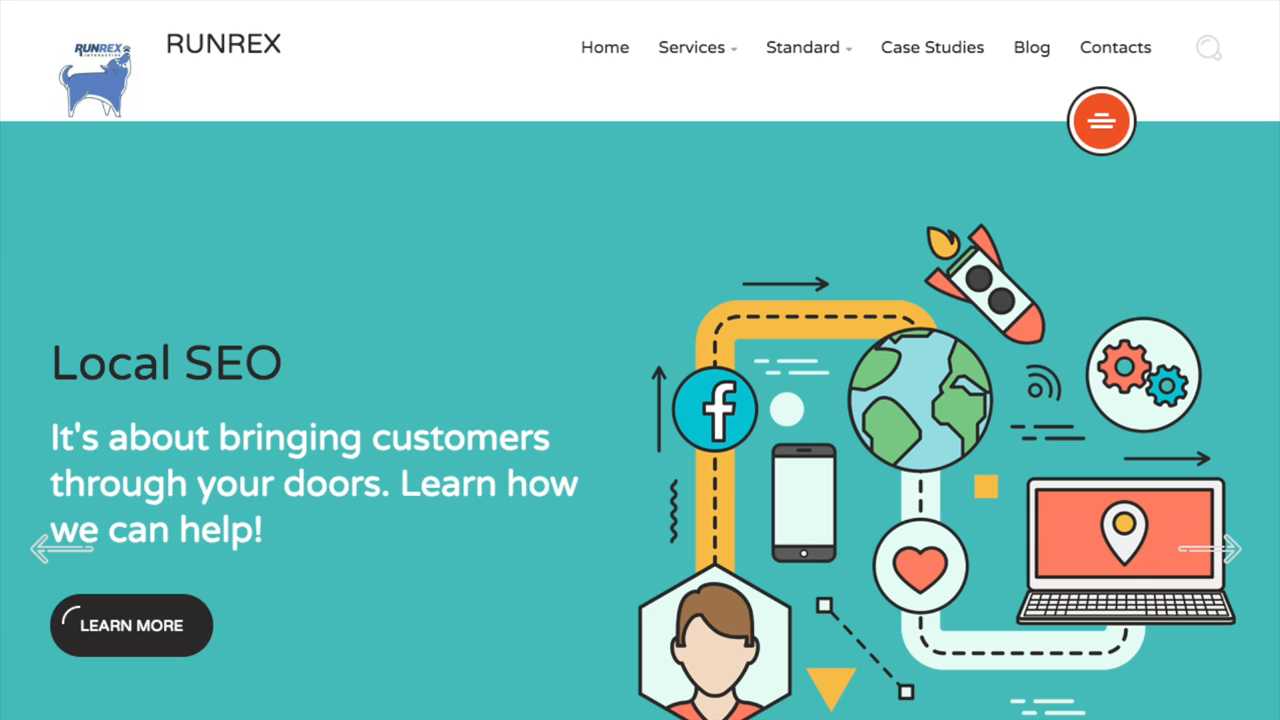 RUNREX
INTERACTIVE
RUNREX
Home Services Standard Case Studies Blog Contacts
Local SEO
It's about bringing customers
through your doors. Learn how
we can help!
LEARN MORE
f